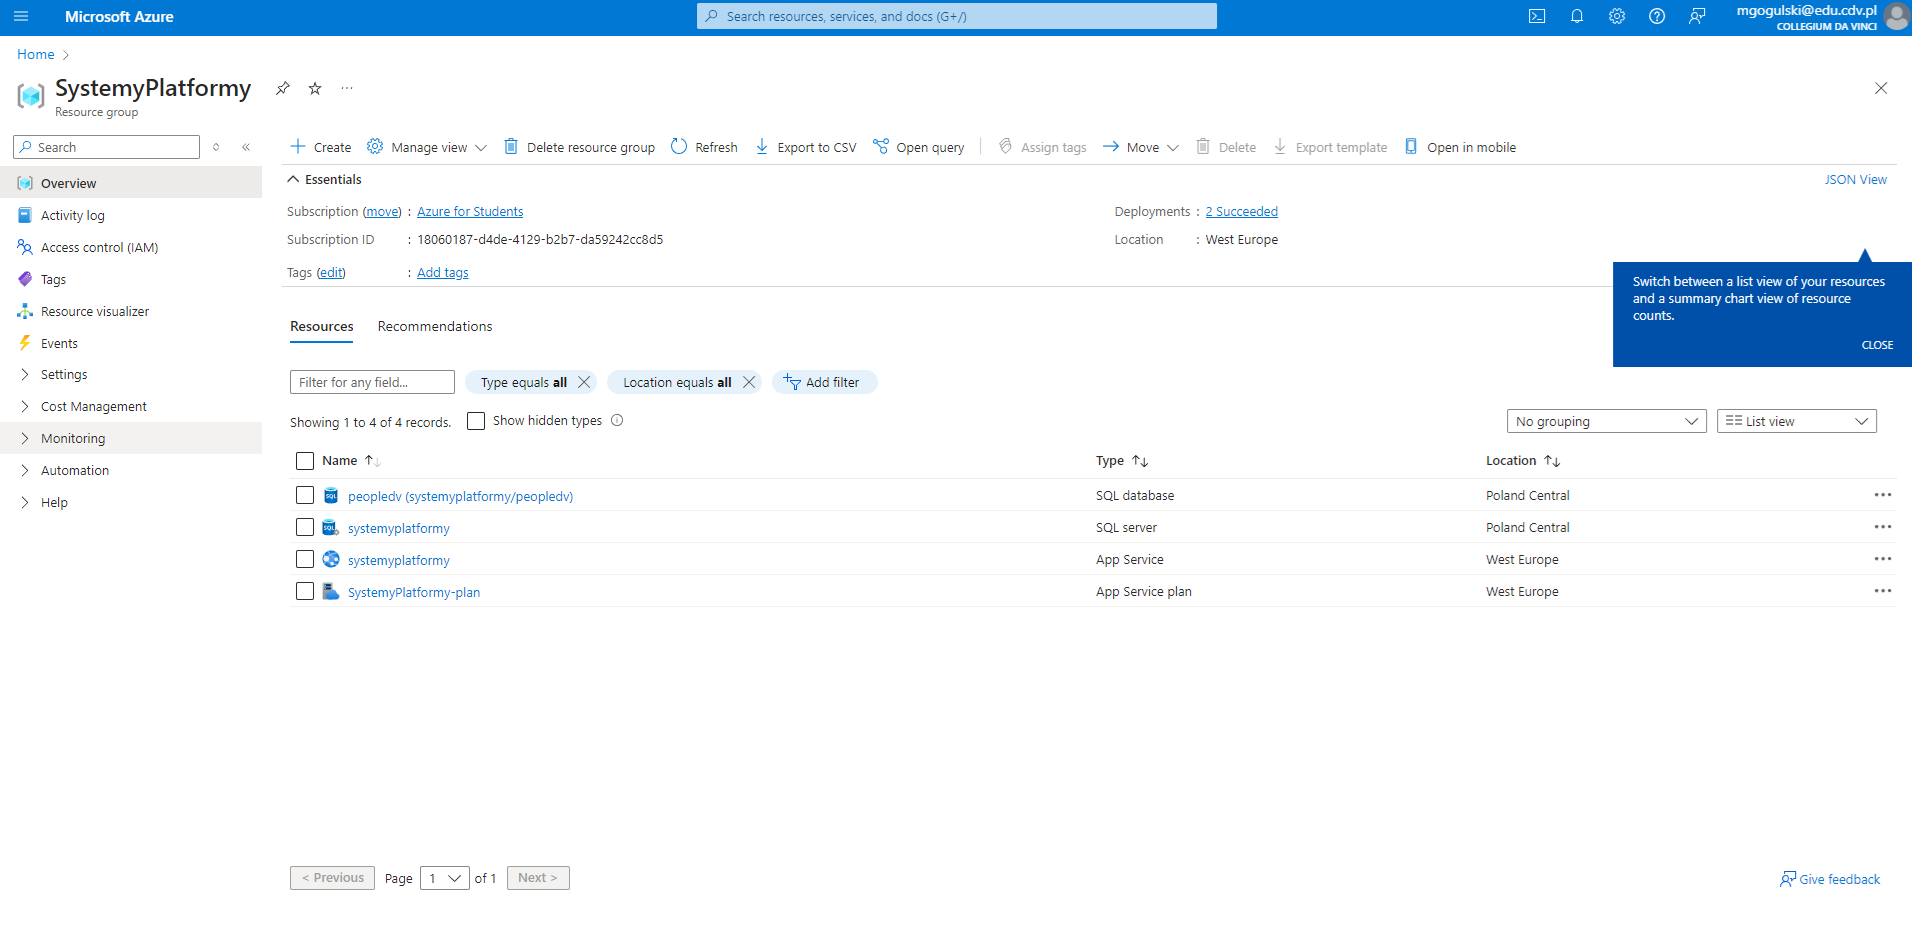 Microsoft Azure
Search resources, services, and docs (G+/)
mgogulski@edu.cdv.pl
COLLEGIUM DA VINCI
Home
SystemyPlatformy
Resource group
Search
Overview
Activity log
Access control (IAM)
Tags
Resource visualizer
Events
Settings
Cost Management
Monitoring
Automation
Help
Create Manage view Delete resource group Refresh Export to CSV Open query Assign tags Move Delete Export template Open in mobile
Essentials
JSON View
Subscription (move) : Azure for Students
Subscription ID : 18060187-d4de-4129-b2b7-da59242cc8d5
Tags (edit) : Add tags
Deployments : 2 Succeeded
Location : West Europe
Switch between a list view of your resources
and a summary chart view of resource
counts.
CLOSE
Resources Recommendations
Filter for any field... Type equals all Location equals all Add filter
Showing 1 to 4 of 4 records. Show hidden types
No grouping List view
Name Type Location
peopledv (systemyplatformy/peopledv) SQL database Poland Central
systemyplatformy SQL server Poland Central
systemyplatformy App Service West Europe
SystemyPlatformy-plan App Service plan West Europe
< Previous Page 1 of 1 Next >
Give feedback